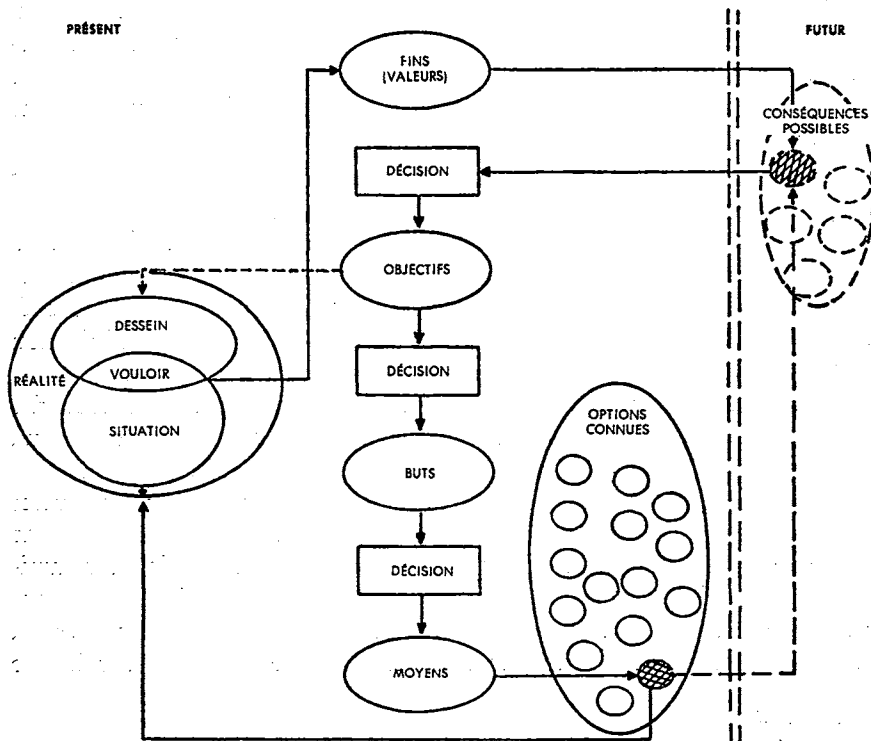 PRÉSENT
FUTUR
FINS
(VALEURS)
CONSÉQUENCES
POSSIBLES
DÉCISION
OBJECTIFS
DESSEIN
VOULOIR
RÉALITÉ
SITUATION
DÉCISION
OPTIONS
CONNUES
BUTS
DÉCISION
MOYENS